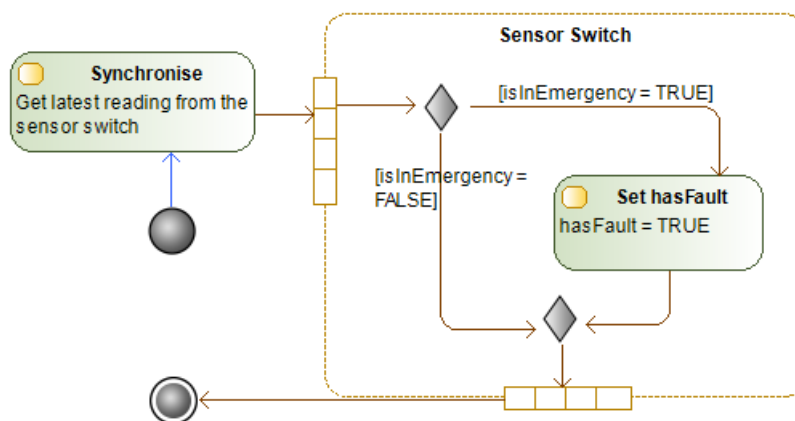 Sensor Switch
Synchronise
Get latest reading from the
sensor switch
[isInEmergency = TRUE]
[isInEmergency =
FALSE]
Set hasFault
hasFault = TRUE